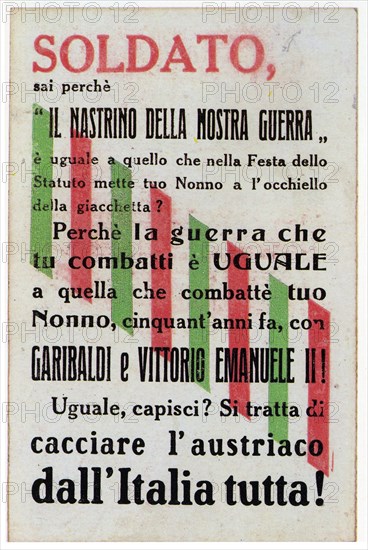 SOLDATO,
sai perchè
“ IL NASTRINO DELLA NOSTRA GUERRA „
è uguale a quello che nella Festa dello
Statuto mette tuo Nonno a l'occhiello
della giacchetta ?
Perchè la guerra che
tu combatti è UGUALE
a quella che combattè tuo
Nonno, cinquant'anni fa, con
GARIBALDI e VITTORIO EMANUELE II !
Uguale, capisci? Si tratta di
cacciare l'austriaco
dall'Italia tutta!